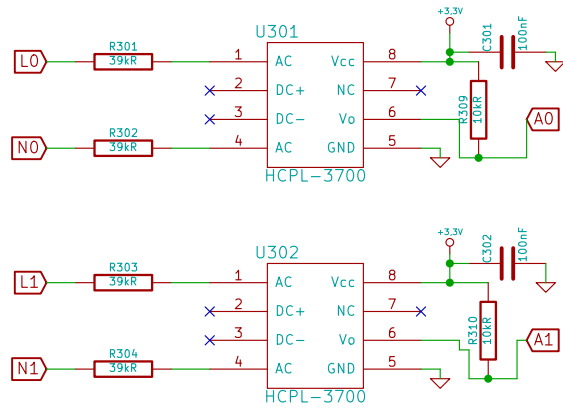 U301
+3,3V
C301
100nF
R301
39kR
L0
1 AC Vcc 8
2 DC+ NC 7
3 DC- Vo 6
4 AC GND 5
R309
10kR
A0
R302
39kR
N0
HCPL-3700
U302
+3,3V
C302
100nF
R303
39kR
L1
1 AC Vcc 8
2 DC+ NC 7
3 DC- Vo 6
4 AC GND 5
R310
10kR
A1
R304
39kR
N1
HCPL-3700